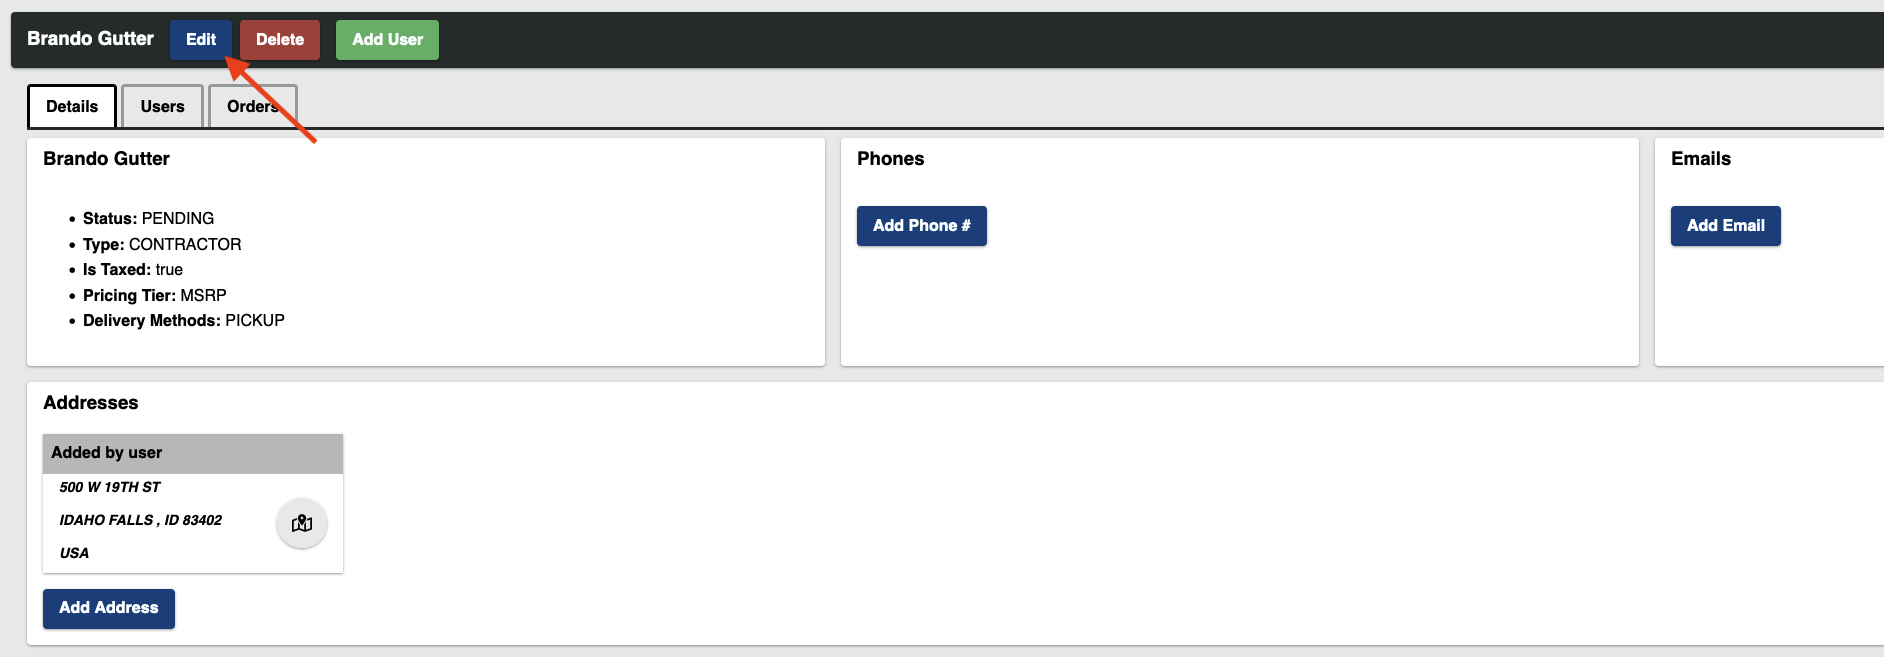 Brando Gutter Edit Delete Add User
Details Users Orders
Brando Gutter
Status: PENDING
Type: CONTRACTOR
Is Taxed: true
Pricing Tier: MSRP
Delivery Methods: PICKUP
Phones
Add Phone #
Emails
Add Email
Addresses
Added by user
500 W 19TH ST
IDAHO FALLS , ID 83402
USA
Add Address